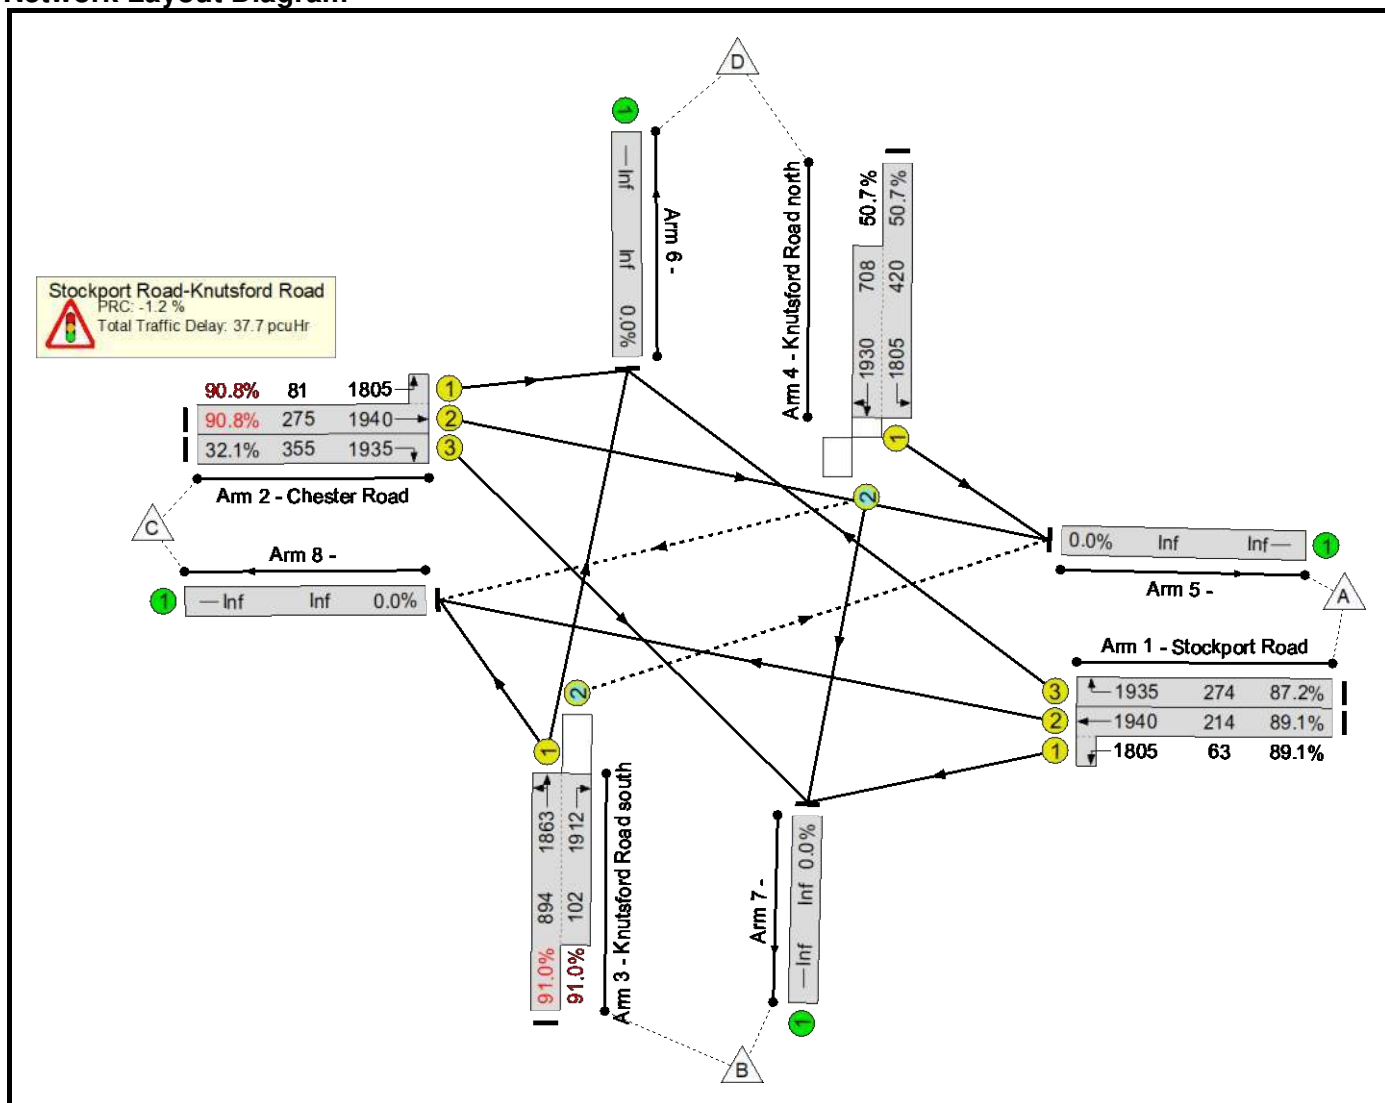 Network Layout Diagram
D
1
Inf
Inf
0.0%
Arm 6 -
Arm 4 - Knutsford Road north
50.7%
708
1930
50.7%
420
1805
1
2
Stockport Road-Knutsford Road
PRC: -1.2 %
Total Traffic Delay: 37.7 pcuHr
90.8% 81 1805 1
90.8% 275 1940 2
32.1% 355 1935 3
Arm 2 - Chester Road
C
Arm 8 -
1 Inf Inf 0.0%
0.0% Inf Inf 1
Arm 5 -
A
Arm 1 - Stockport Road
3 1935 274 87.2%
2 1940 214 89.1%
1 1805 63 89.1%
2
1
1863
894
91.0%
1912
102
91.0%
Arm 3 - Knutsford Road south
Arm 7 -
0.0%
Inf
Inf
1
B